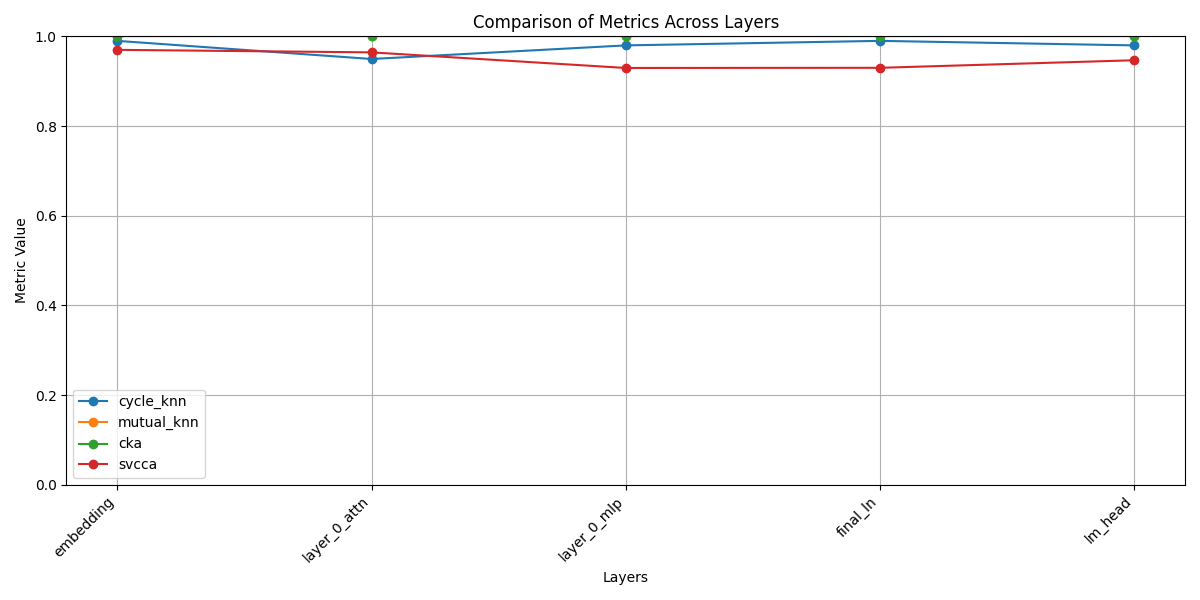 Comparison of Metrics Across Layers
1.0
0.8
0.6
0.4
0.2
0.0
Metric Value
cycle_knn
mutual_knn
cka
svcca
embedding
layer_0_attn
layer_0_mlp
final_ln
lm_head
Layers